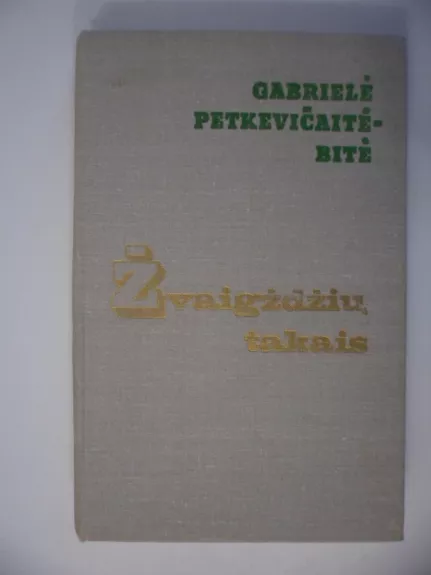 GABRIELĖ
PETKEVIČAITĖ-
BITĖ
Žvaigždžių
takais